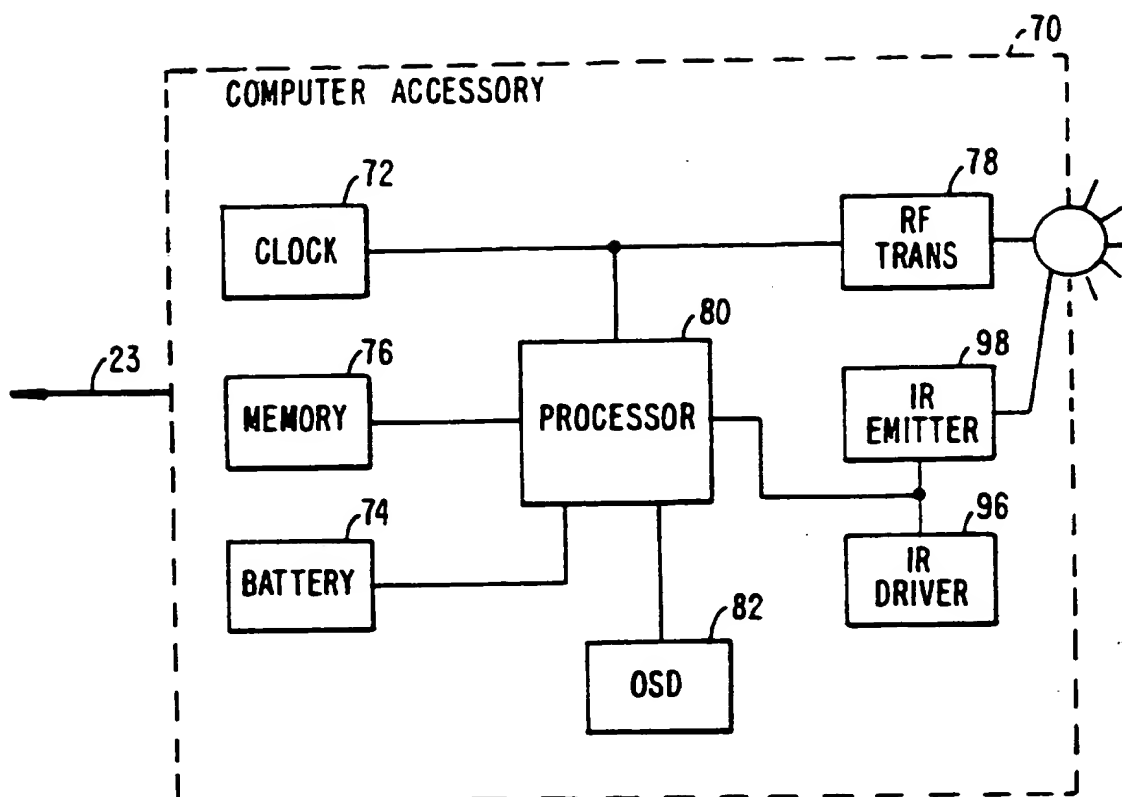 70
COMPUTER ACCESSORY
72
CLOCK
78
RF
TRANS
80
PROCESSOR
23
76
MEMORY
98
IR
EMITTER
74
BATTERY
96
IR
DRIVER
82
OSD